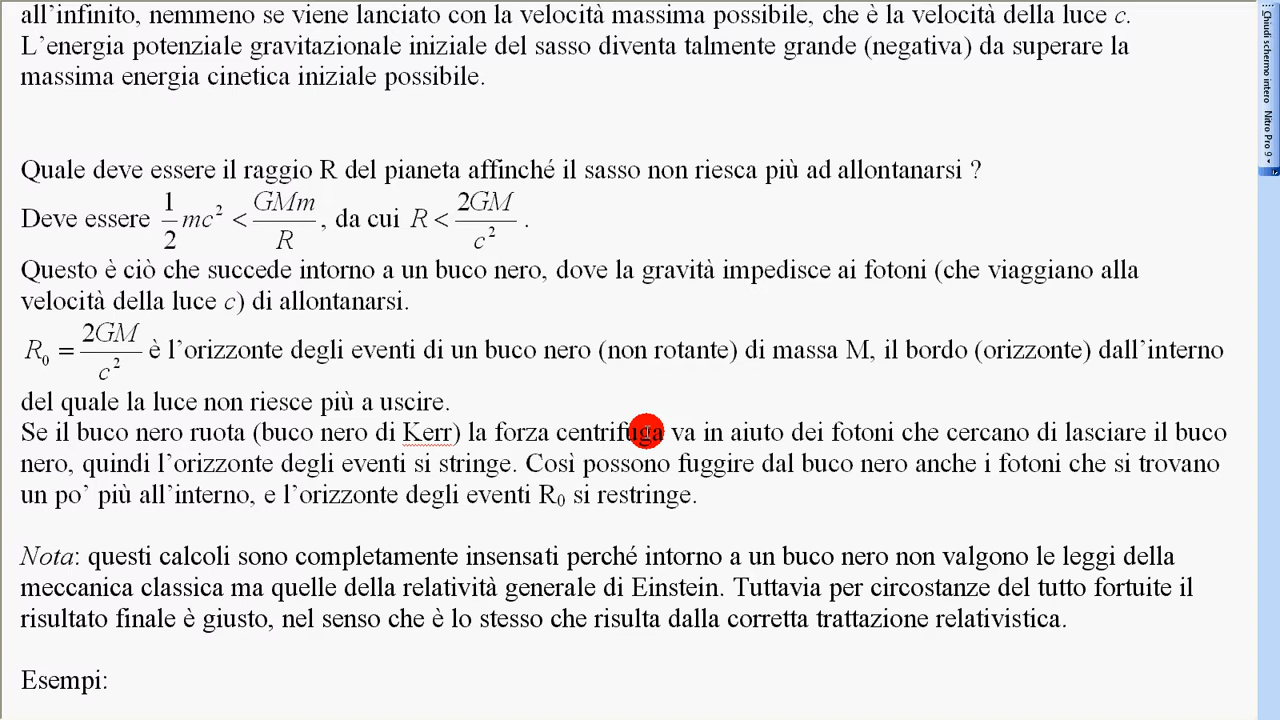 all’infinito, nemmeno se viene lanciato con la velocità massima possibile, che è la velocità della luce c.
L’energia potenziale gravitazionale iniziale del sasso diventa talmente grande (negativa) da superare la
massima energia cinetica iniziale possibile.
Quale deve essere il raggio R del pianeta affinché il sasso non riesca più ad allontanarsi ?
Deve essere 1/2 mc² < GMm/R, da cui R < 2GM/c².
Questo è ciò che succede intorno a un buco nero, dove la gravità impedisce ai fotoni (che viaggiano alla
velocità della luce c) di allontanarsi.
R₀ = 2GM/c² è l’orizzonte degli eventi di un buco nero (non rotante) di massa M, il bordo (orizzonte) dall’interno
del quale la luce non riesce più a uscire.
Se il buco nero ruota (buco nero di Kerr) la forza centrifuga va in aiuto dei fotoni che cercano di lasciare il buco
nero, quindi l’orizzonte degli eventi si stringe. Così possono fuggire dal buco nero anche i fotoni che si trovano
un po’ più all’interno, e l’orizzonte degli eventi R₀ si restringe.
Nota: questi calcoli sono completamente insensati perché intorno a un buco nero non valgono le leggi della
meccanica classica ma quelle della relatività generale di Einstein. Tuttavia per circostanze del tutto fortuite il
risultato finale è giusto, nel senso che è lo stesso che risulta dalla corretta trattazione relativistica.
Esempi:
Chiudi schermo intero Nitro Pro 9